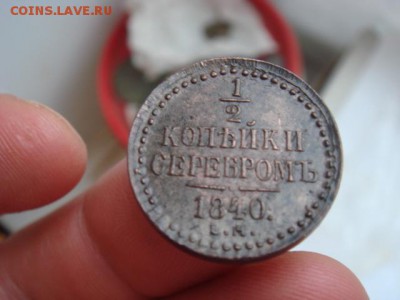 COINS.LAVE.RU
1/2
КОПѢЙКИ
СЕРЕБРОМЪ
1840.
Е.М.